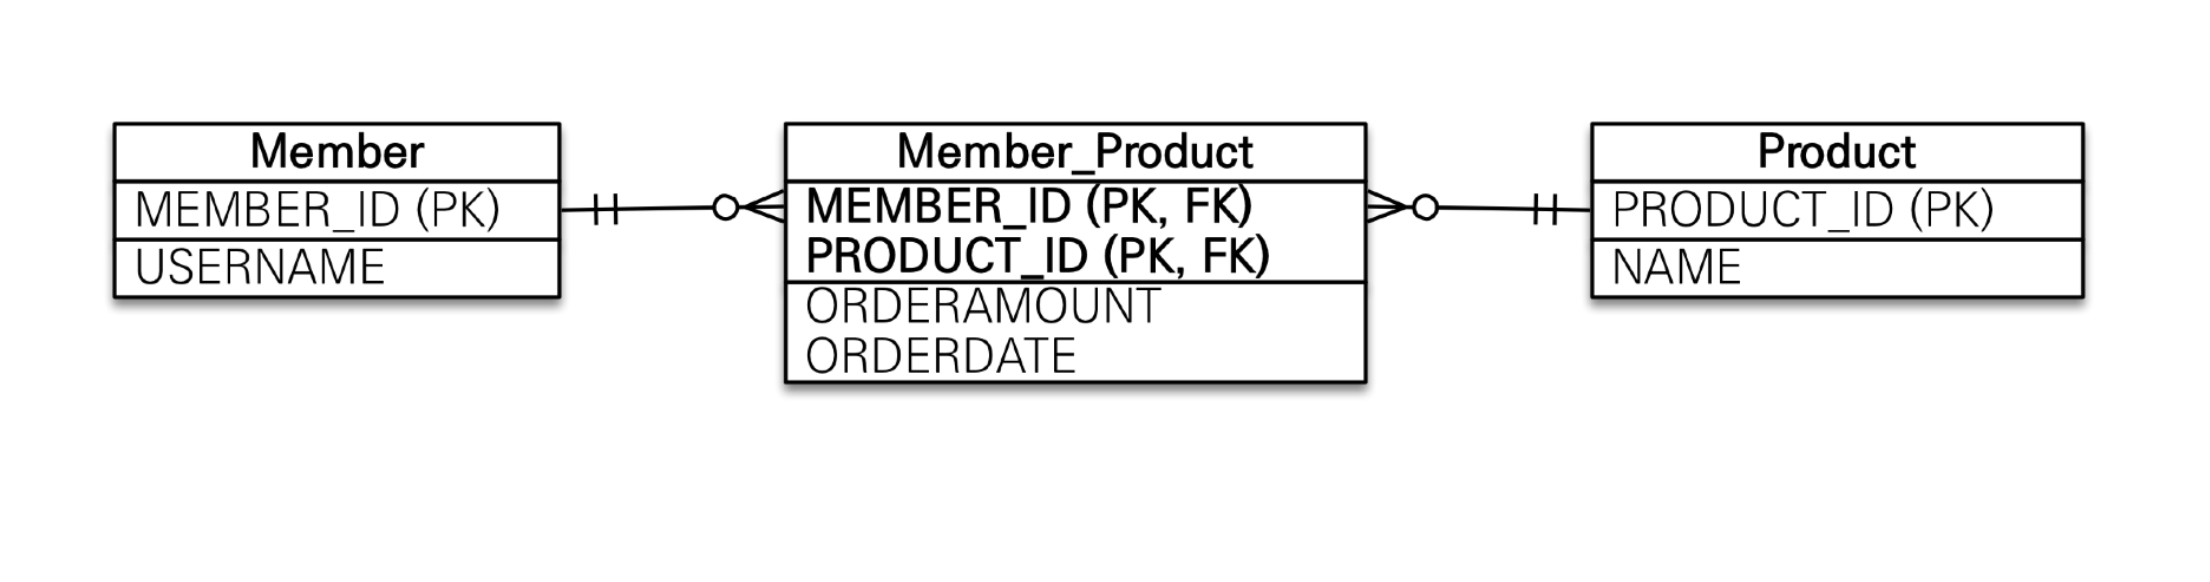 Member
MEMBER_ID (PK)
USERNAME
Member_Product
MEMBER_ID (PK, FK)
PRODUCT_ID (PK, FK)
ORDERAMOUNT
ORDERDATE
Product
PRODUCT_ID (PK)
NAME